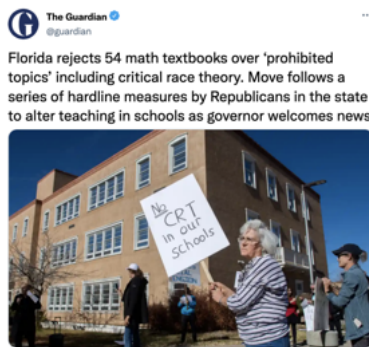 The Guardian
@guardian
Florida rejects 54 math textbooks over ‘prohibited
topics’ including critical race theory. Move follows a
series of hardline measures by Republicans in the state
to alter teaching in schools as governor welcomes news
No
CRT
in our
schools